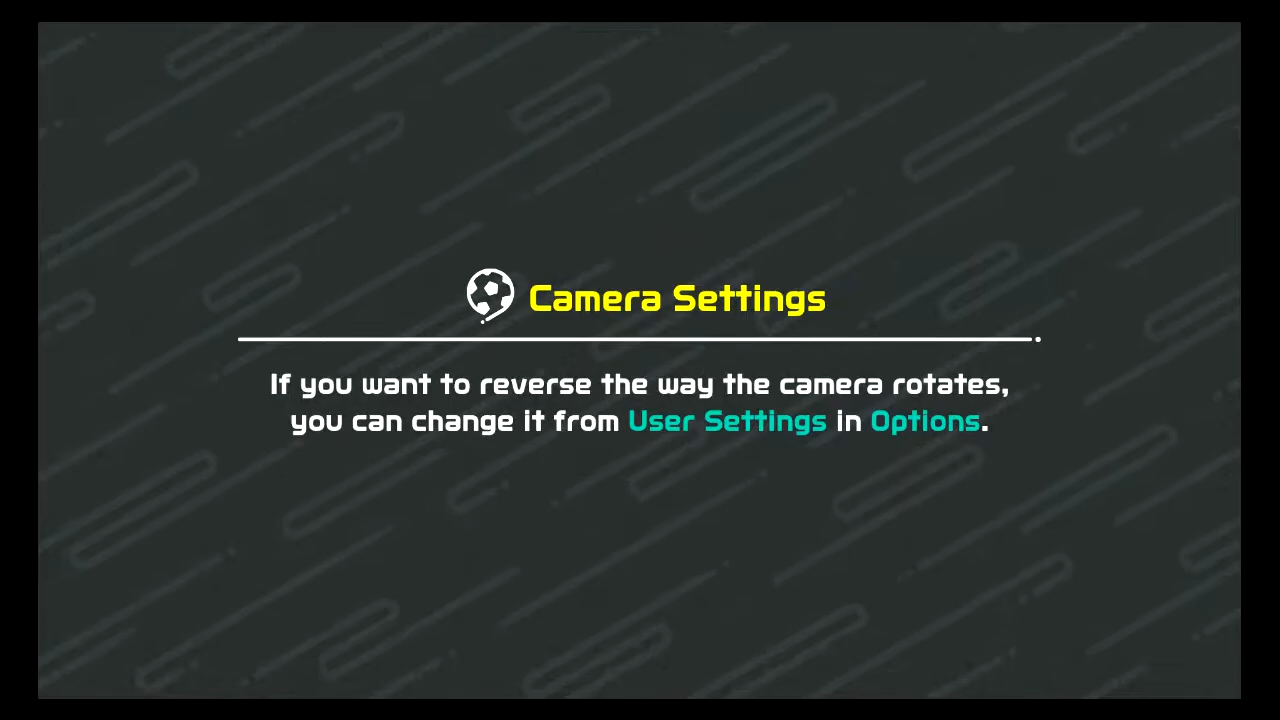 Camera Settings
If you want to reverse the way the camera rotates,
you can change it from User Settings in Options.